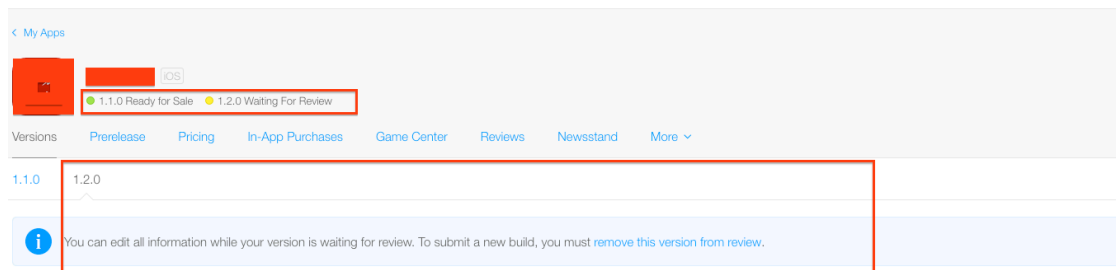 < My Apps
iOS
1.1.0 Ready for Sale 1.2.0 Waiting For Review
Versions Prerelease Pricing In-App Purchases Game Center Reviews Newsstand More
1.1.0 1.2.0
You can edit all information while your version is waiting for review. To submit a new build, you must remove this version from review.